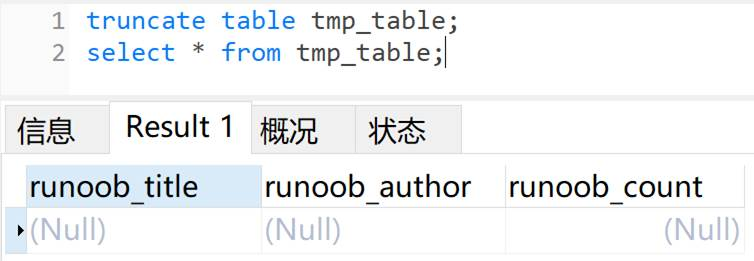 1 truncate table tmp_table;
2 select * from tmp_table;
信息 Result 1 概况 状态
runoob_title runoob_author runoob_count
(Null) (Null) (Null)